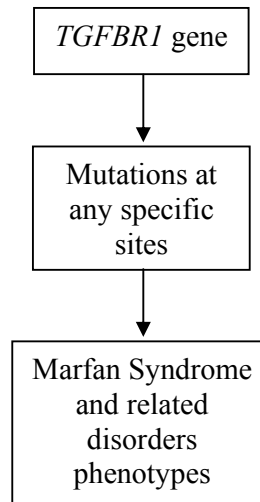 TGFBR1 gene
Mutations at
any specific
sites
Marfan Syndrome
and related
disorders
phenotypes